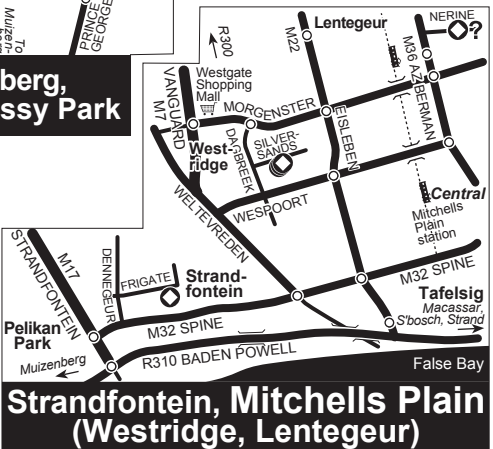 To
Muizen-
berg
PRINCE
GEORGE
berg,
ssy Park
R300
Lentegeur
NERINE
?
M22
M36 AZ BERMAN
VANGUARD
M7
Westgate
Shopping
Mall
MORGENSTER
EISLEBEN
West-
ridge
DAGBREEK
SILVER-
SANDS
WESPOORT
WELTEVREDEN
Central
Mitchells
Plain
station
STRANDFONTEIN
M17
DENNEGEUR
FRIGATE
Strand-
fontein
M32 SPINE
M32 SPINE
Tafelsig
Macassar,
S'bosch, Strand
Pelikan
Park
Muizenberg
R310 BADEN POWELL
False Bay
Strandfontein, Mitchells Plain
(Westridge, Lentegeur)